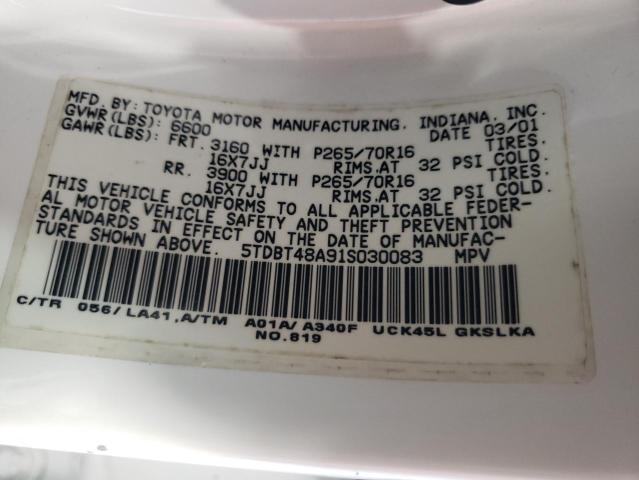 MFD. BY: TOYOTA MOTOR MANUFACTURING, INDIANA, INC.
GVWR(LBS): 6600 DATE 03/01
GAWR(LBS): FRT. 3160 WITH P265/70R16 TIRES,
16X7JJ RIMS,AT 32 PSI COLD.
RR. 3900 WITH P265/70R16 TIRES,
16X7JJ RIMS,AT 32 PSI COLD.
THIS VEHICLE CONFORMS TO ALL APPLICABLE FEDER-
AL MOTOR VEHICLE SAFETY AND THEFT PREVENTION
STANDARDS IN EFFECT ON THE DATE OF MANUFAC-
TURE SHOWN ABOVE. 5TDBT48A91S030083 MPV
C/TR 056/LA41,A/TM A01A/A340F UCK45L GKSLKA
NO.819